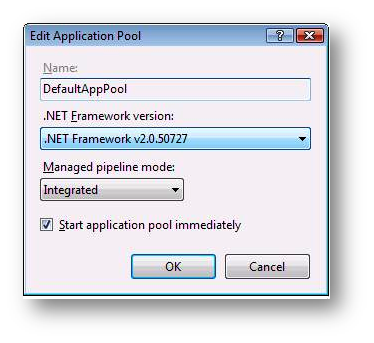 Edit Application Pool
Name:
DefaultAppPool
.NET Framework version:
.NET Framework v2.0.50727
Managed pipeline mode:
Integrated
Start application pool immediately
OK
Cancel